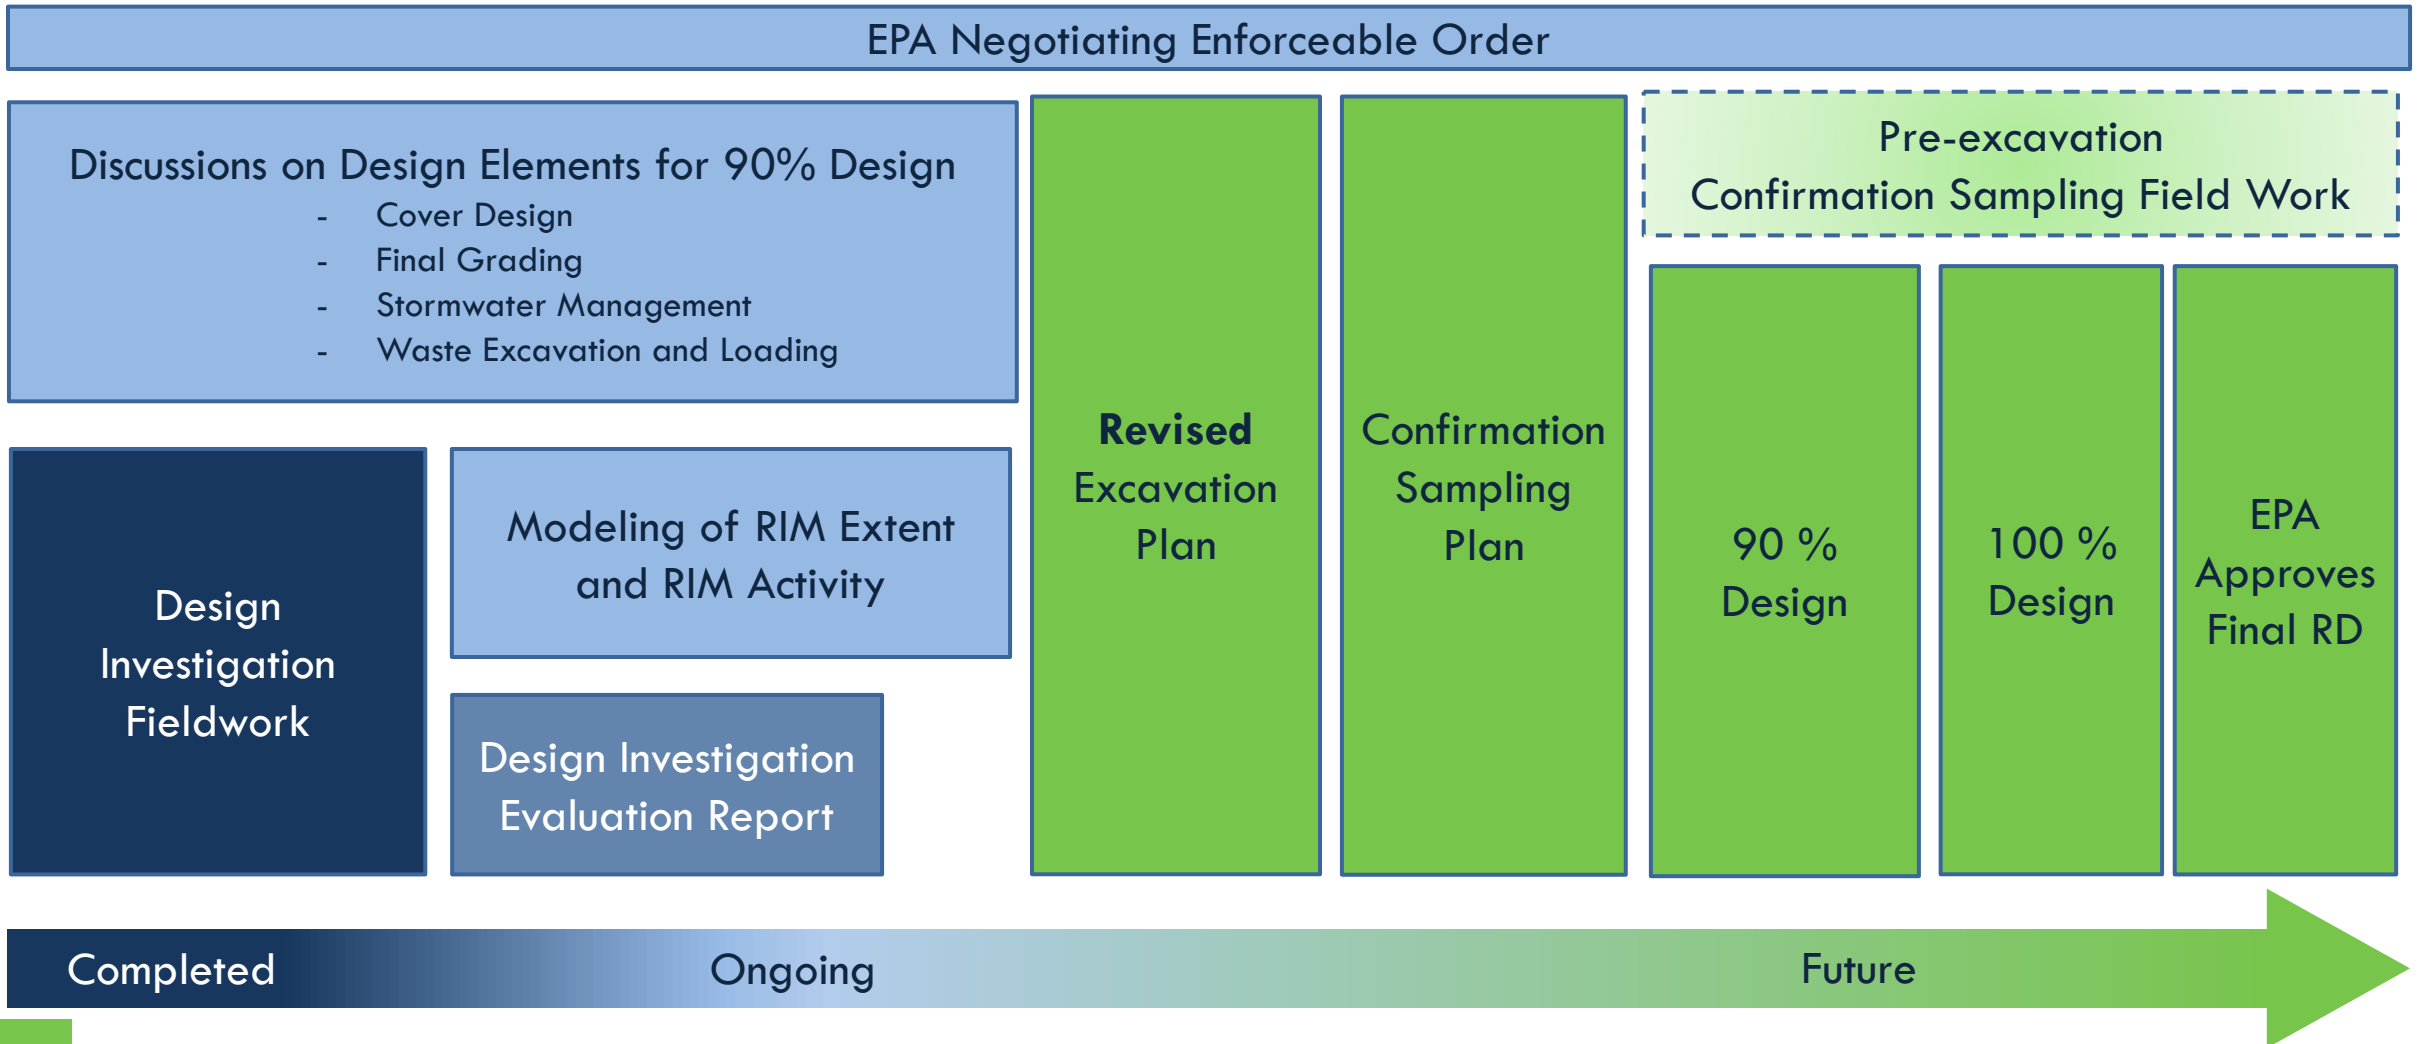 EPA Negotiating Enforceable Order
Discussions on Design Elements for 90% Design
- Cover Design
- Final Grading
- Stormwater Management
- Waste Excavation and Loading
Design
Investigation
Fieldwork
Modeling of RIM Extent
and RIM Activity
Design Investigation
Evaluation Report
Revised
Excavation
Plan
Confirmation
Sampling
Plan
Pre-excavation
Confirmation Sampling Field Work
90 %
Design
100 %
Design
EPA
Approves
Final RD
Completed
Ongoing
Future